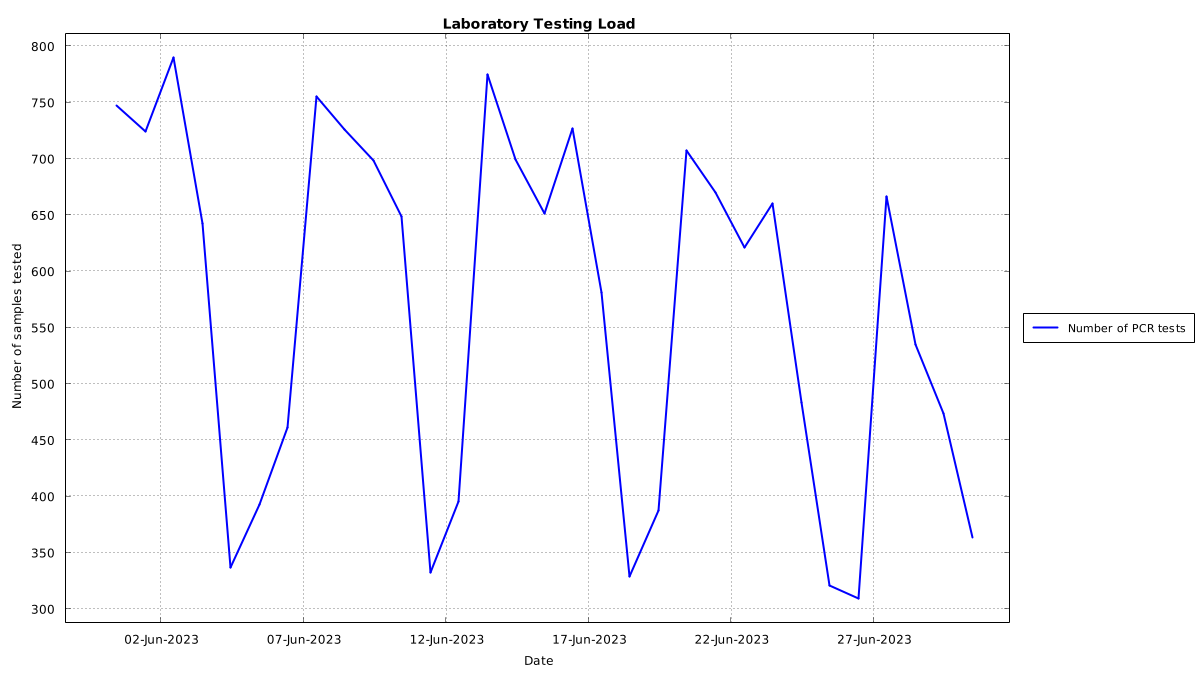 Laboratory Testing Load
Number of samples tested
800
750
700
650
600
550
500
450
400
350
300
02-Jun-2023
07-Jun-2023
12-Jun-2023
17-Jun-2023
22-Jun-2023
27-Jun-2023
Date
Number of PCR tests